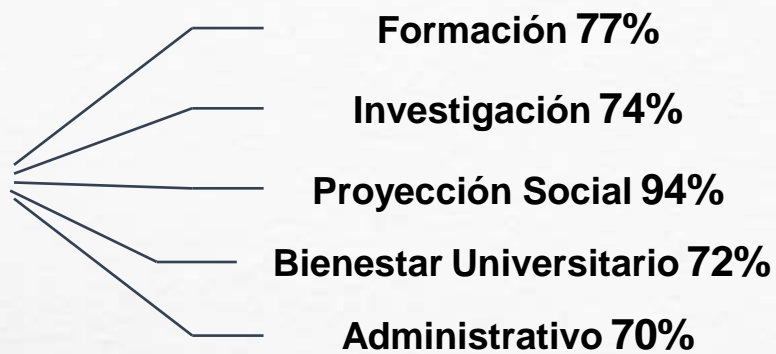 Formación 77%
Investigación 74%
Proyección Social 94%
Bienestar Universitario 72%
Administrativo 70%